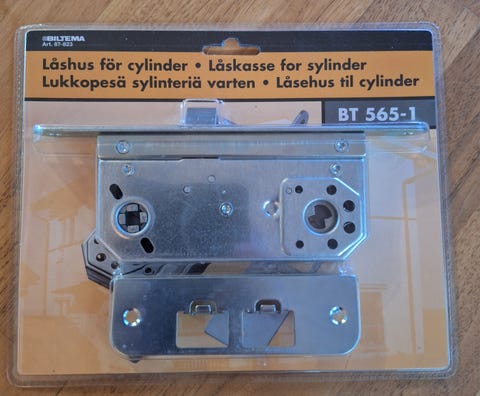 BILTEMA
Art. 87-823
Låshus för cylinder • Låskasse for sylinder
Lukkopesä sylinteriä varten • Låsehus til cylinder
BT 565-1